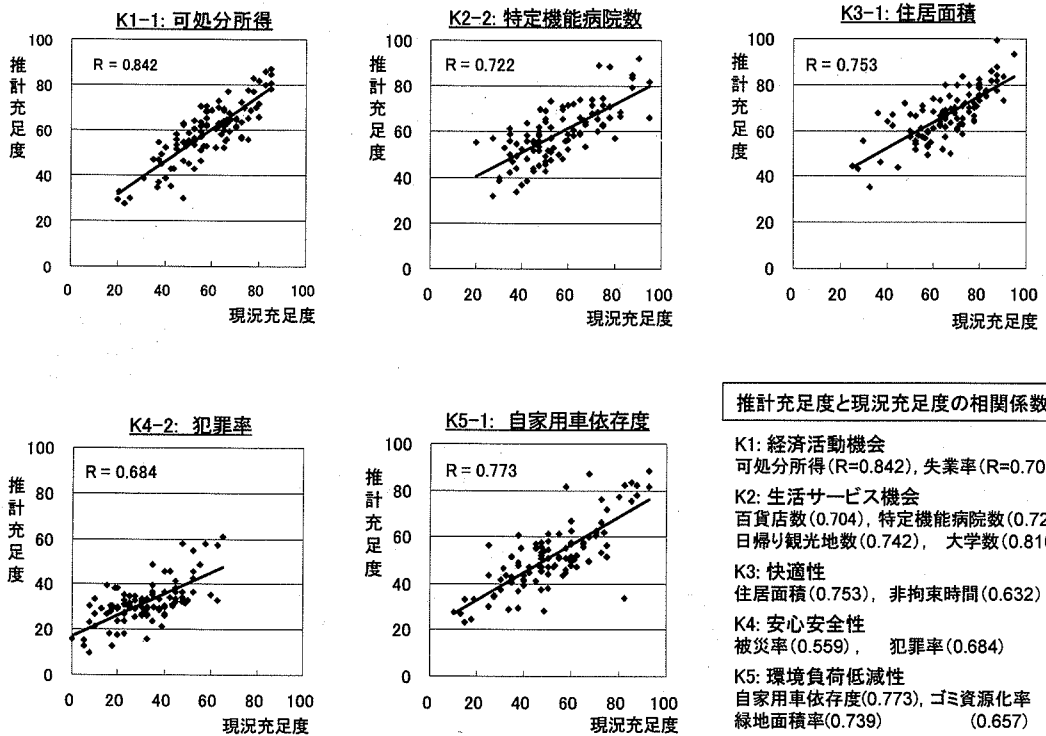 K1-1: 可処分所得
R = 0.842
推計充足度
100
80
60
40
20
0
0 20 40 60 80 100
現況充足度
K2-2: 特定機能病院数
R = 0.722
推計充足度
100
80
60
40
20
0
0 20 40 60 80 100
現況充足度
K3-1: 住居面積
R = 0.753
推計充足度
100
80
60
40
20
0
0 20 40 60 80 100
現況充足度
K4-2: 犯罪率
R = 0.684
推計充足度
100
80
60
40
20
0
0 20 40 60 80 100
現況充足度
K5-1: 自家用車依存度
R = 0.773
推計充足度
100
80
60
40
20
0
0 20 40 60 80 100
現況充足度
推計充足度と現況充足度の相関係数
K1: 経済活動機会
可処分所得(R=0.842), 失業率(R=0.70
K2: 生活サービス機会
百貨店数(0.704), 特定機能病院数(0.72
日帰り観光地数(0.742), 大学数(0.81
K3: 快適性
住居面積(0.753), 非拘束時間(0.632)
K4: 安心安全性
被災率(0.559), 犯罪率(0.684)
K5: 環境負荷低減性
自家用車依存度(0.773), ゴミ資源化率
緑地面積率(0.739) (0.657)